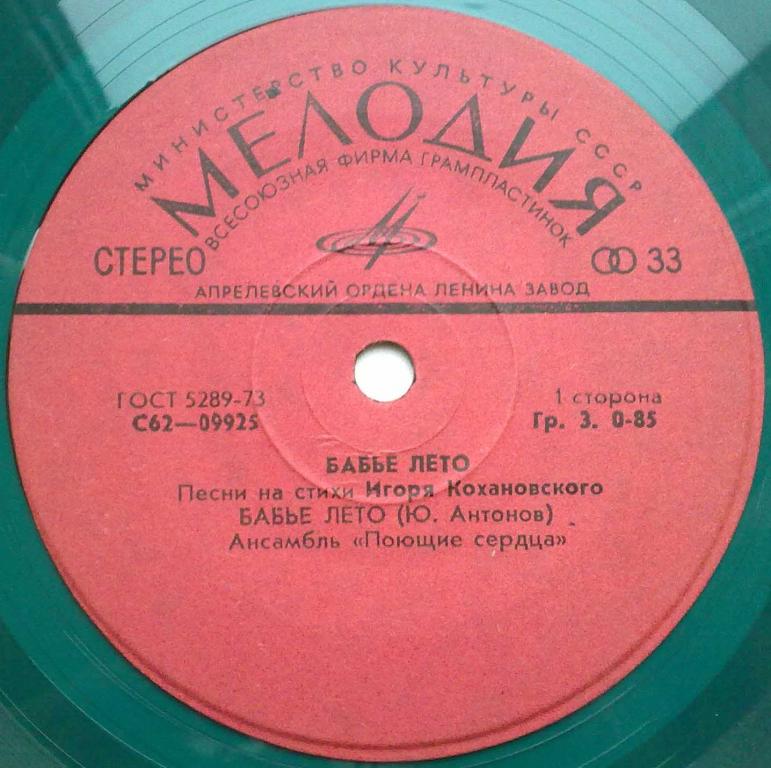 МИНИСТЕРСТВО КУЛЬТУРЫ СССР
МЕЛОДИЯ
ВСЕСОЮЗНАЯ ФИРМА ГРАМПЛАСТИНОК
СТЕРЕО 33
АПРЕЛЕВСКИЙ ОРДЕНА ЛЕНИНА ЗАВОД
ГОСТ 5289-73 1 сторона
С62—09925 Гр. 3. 0-85
БАБЬЕ ЛЕТО
Песни на стихи Игоря Кохановского
БАБЬЕ ЛЕТО (Ю. Антонов)
Ансамбль «Поющие сердца»